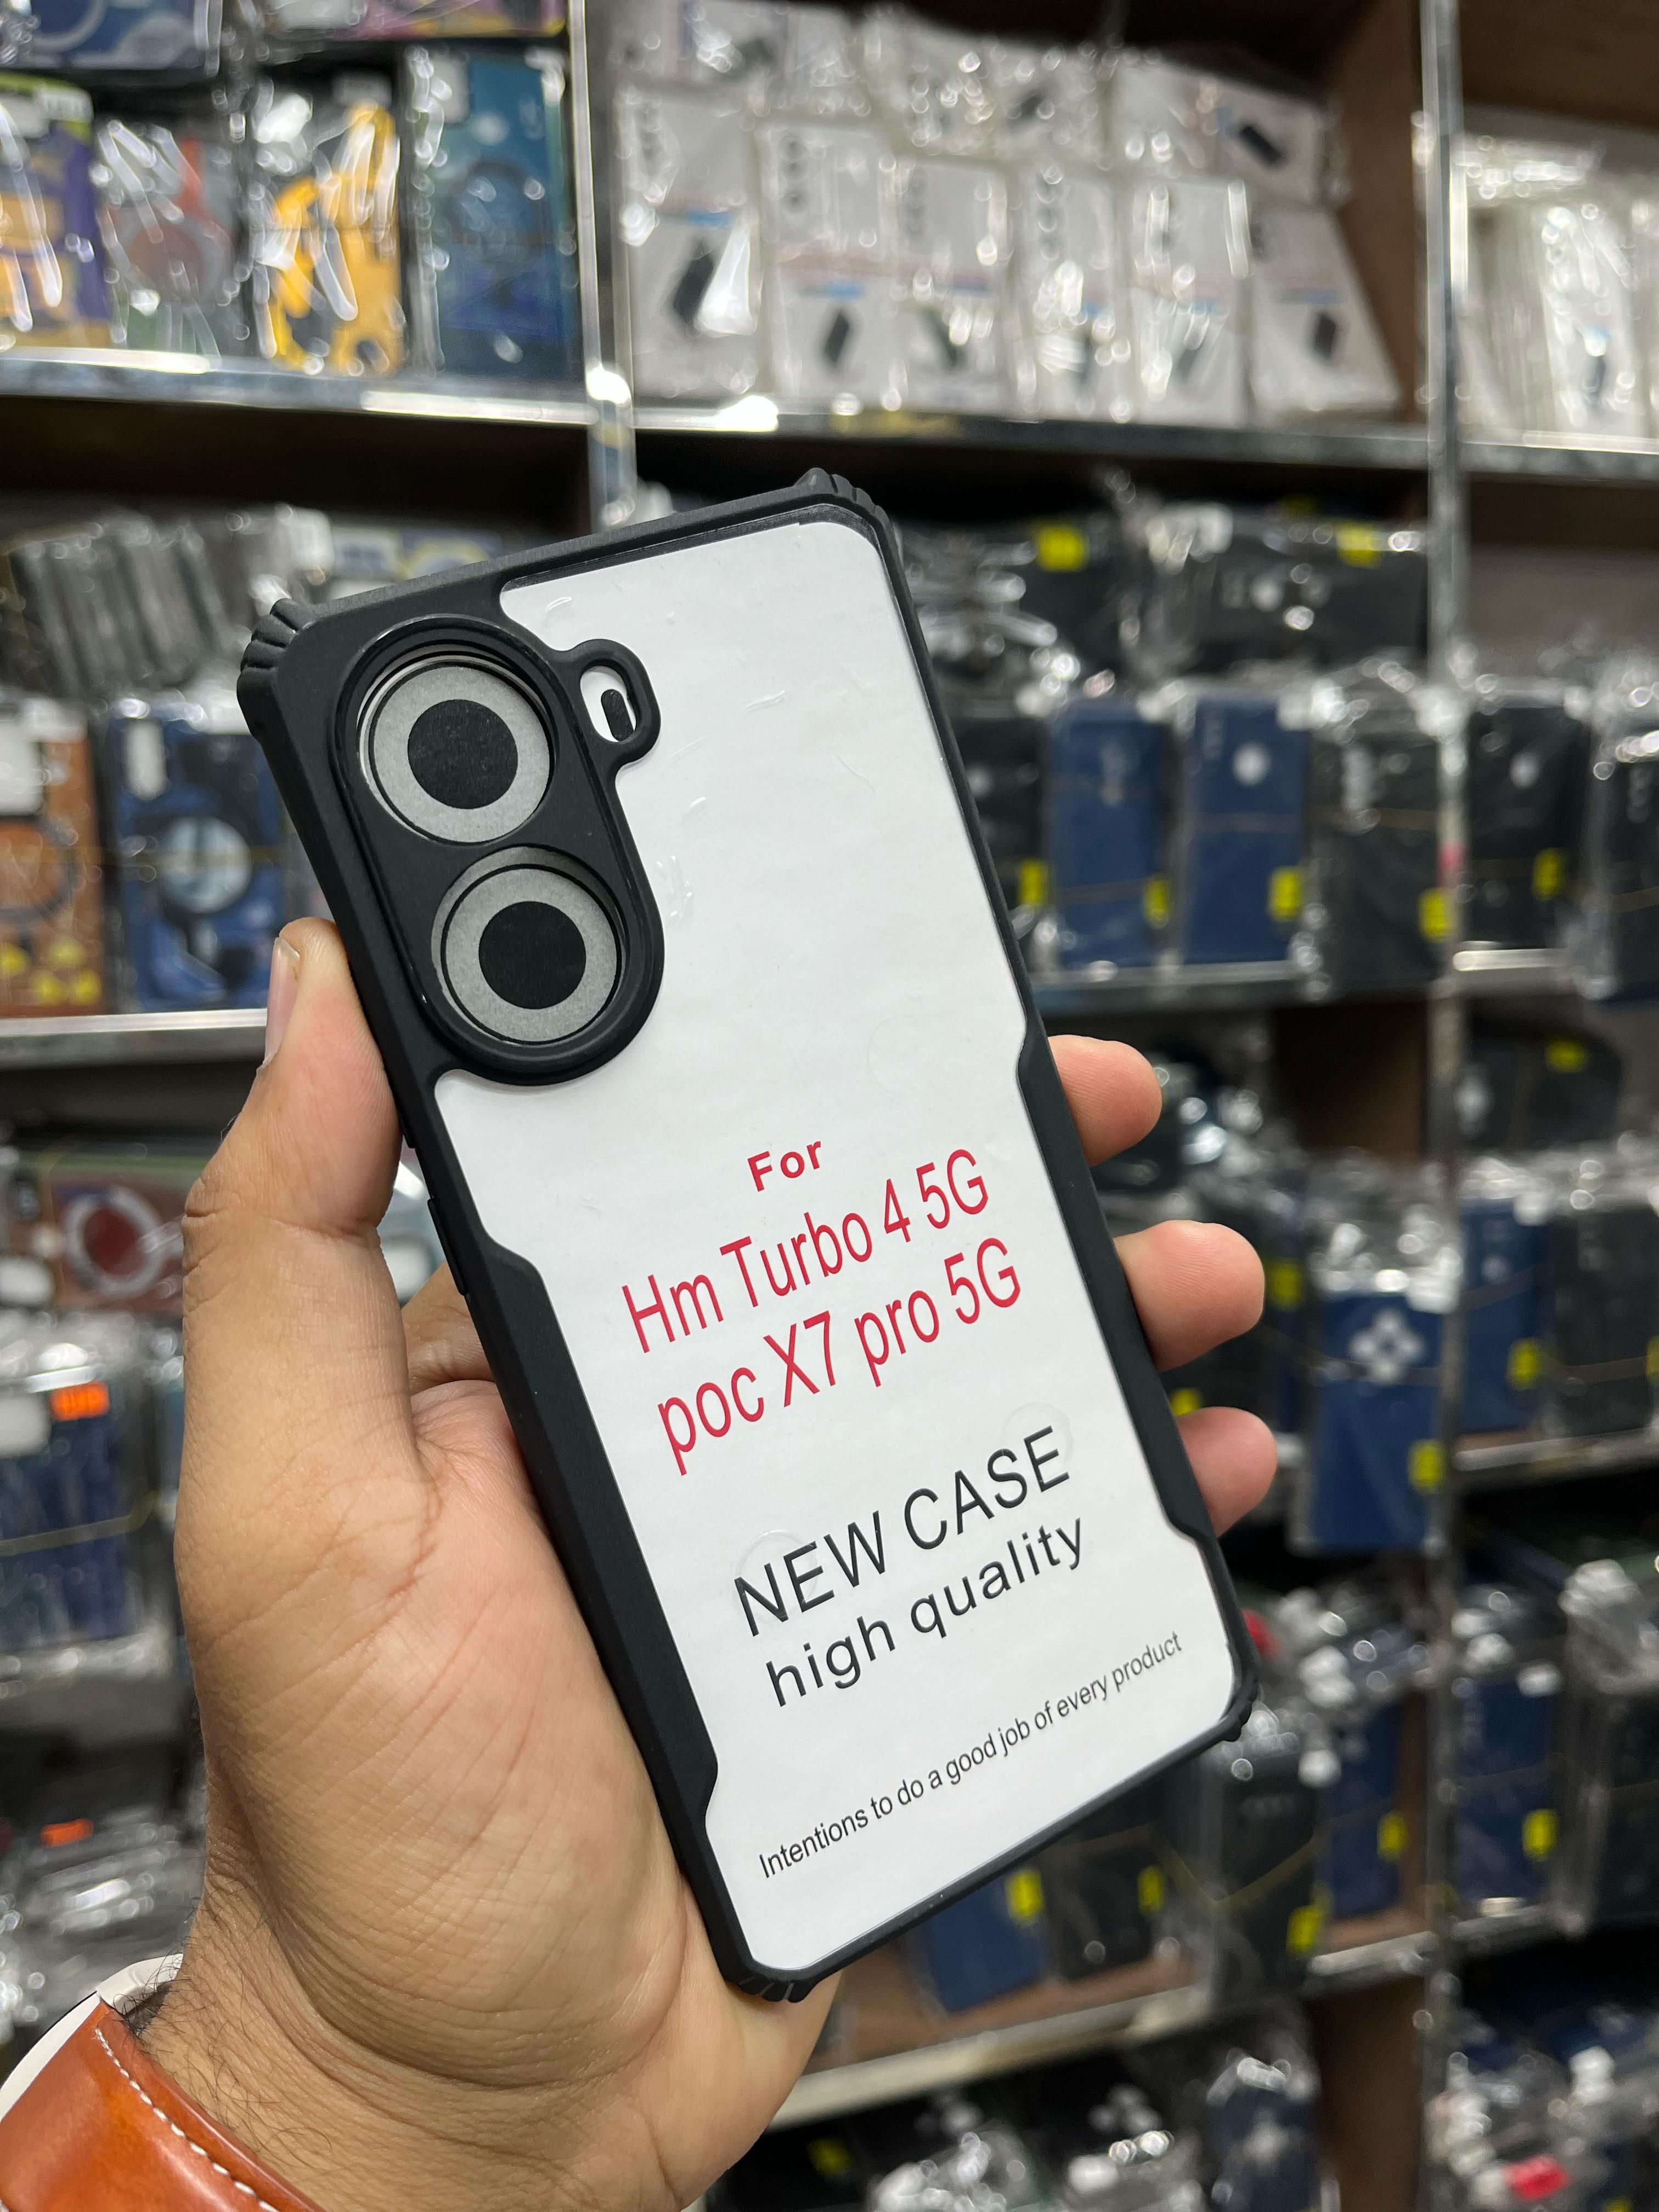 For
Hm Turbo 4 5G
poc X7 pro 5G
NEW CASE
high quality
Intentions to do a good job of every product